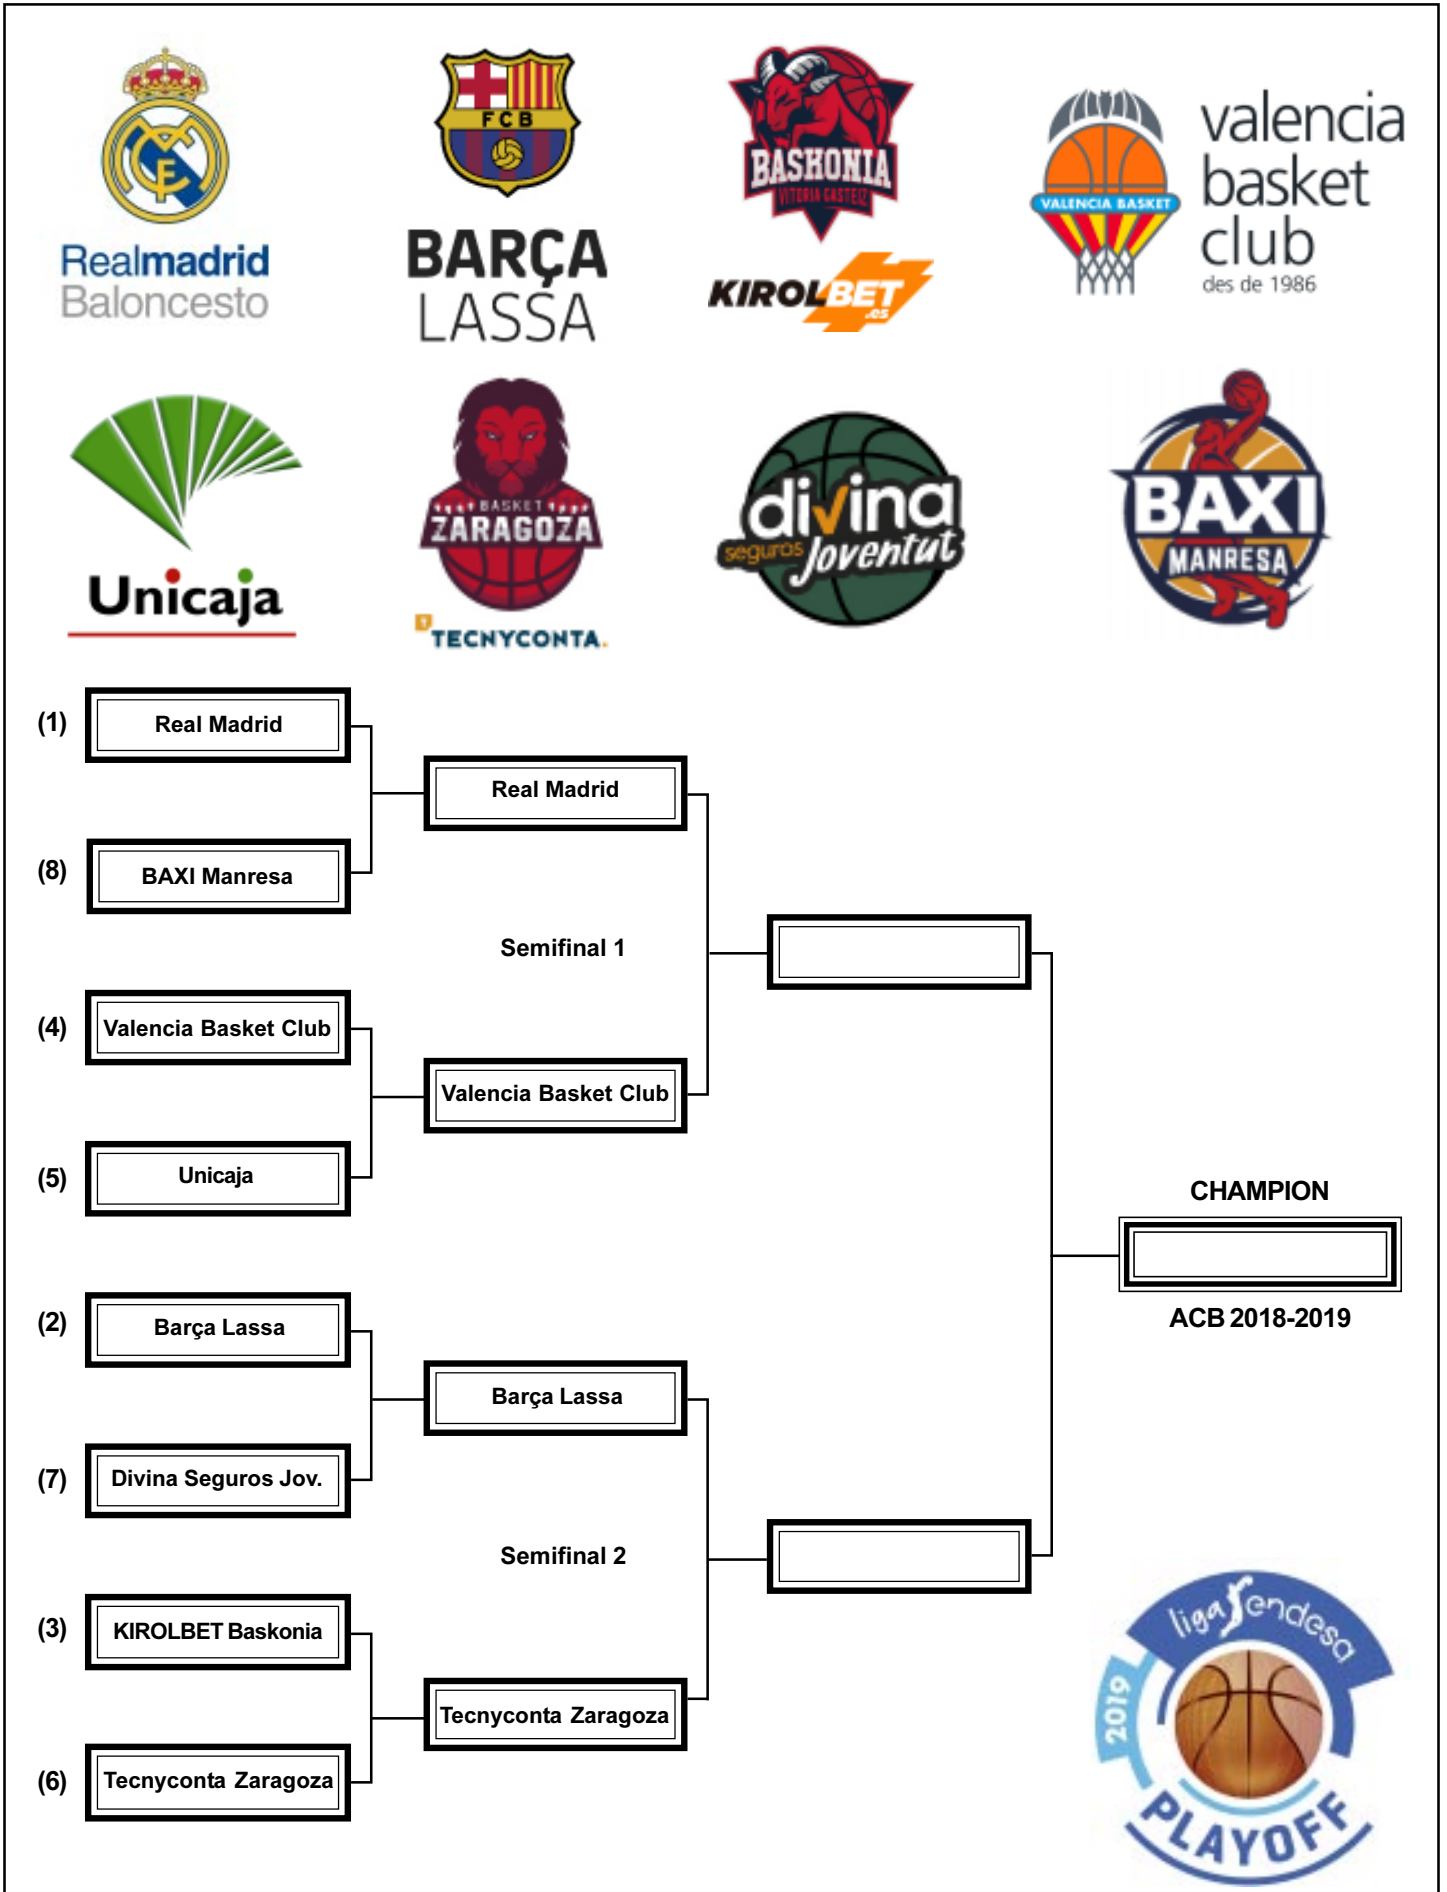 FCB
BASKONIA
VITORIA GASTEIZ
VALENCIA BASKET
valencia
basket
club
des de 1986
Realmadrid
Baloncesto
BARÇA
LASSA
KIROLBET
.es
Unicaja
BASKET
ZARAGOZA
TECNYCONTA.
divina
seguros
Joventut
BAXI
MANRESA
(1)
Real Madrid
Real Madrid
(8)
BAXI Manresa
Semifinal 1
(4)
Valencia Basket Club
Valencia Basket Club
(5)
Unicaja
CHAMPION
ACB 2018-2019
(2)
Barça Lassa
Barça Lassa
(7)
Divina Seguros Jov.
Semifinal 2
(3)
KIROLBET Baskonia
Tecnyconta Zaragoza
(6)
Tecnyconta Zaragoza
liga endesa
2019
PLAYOFF